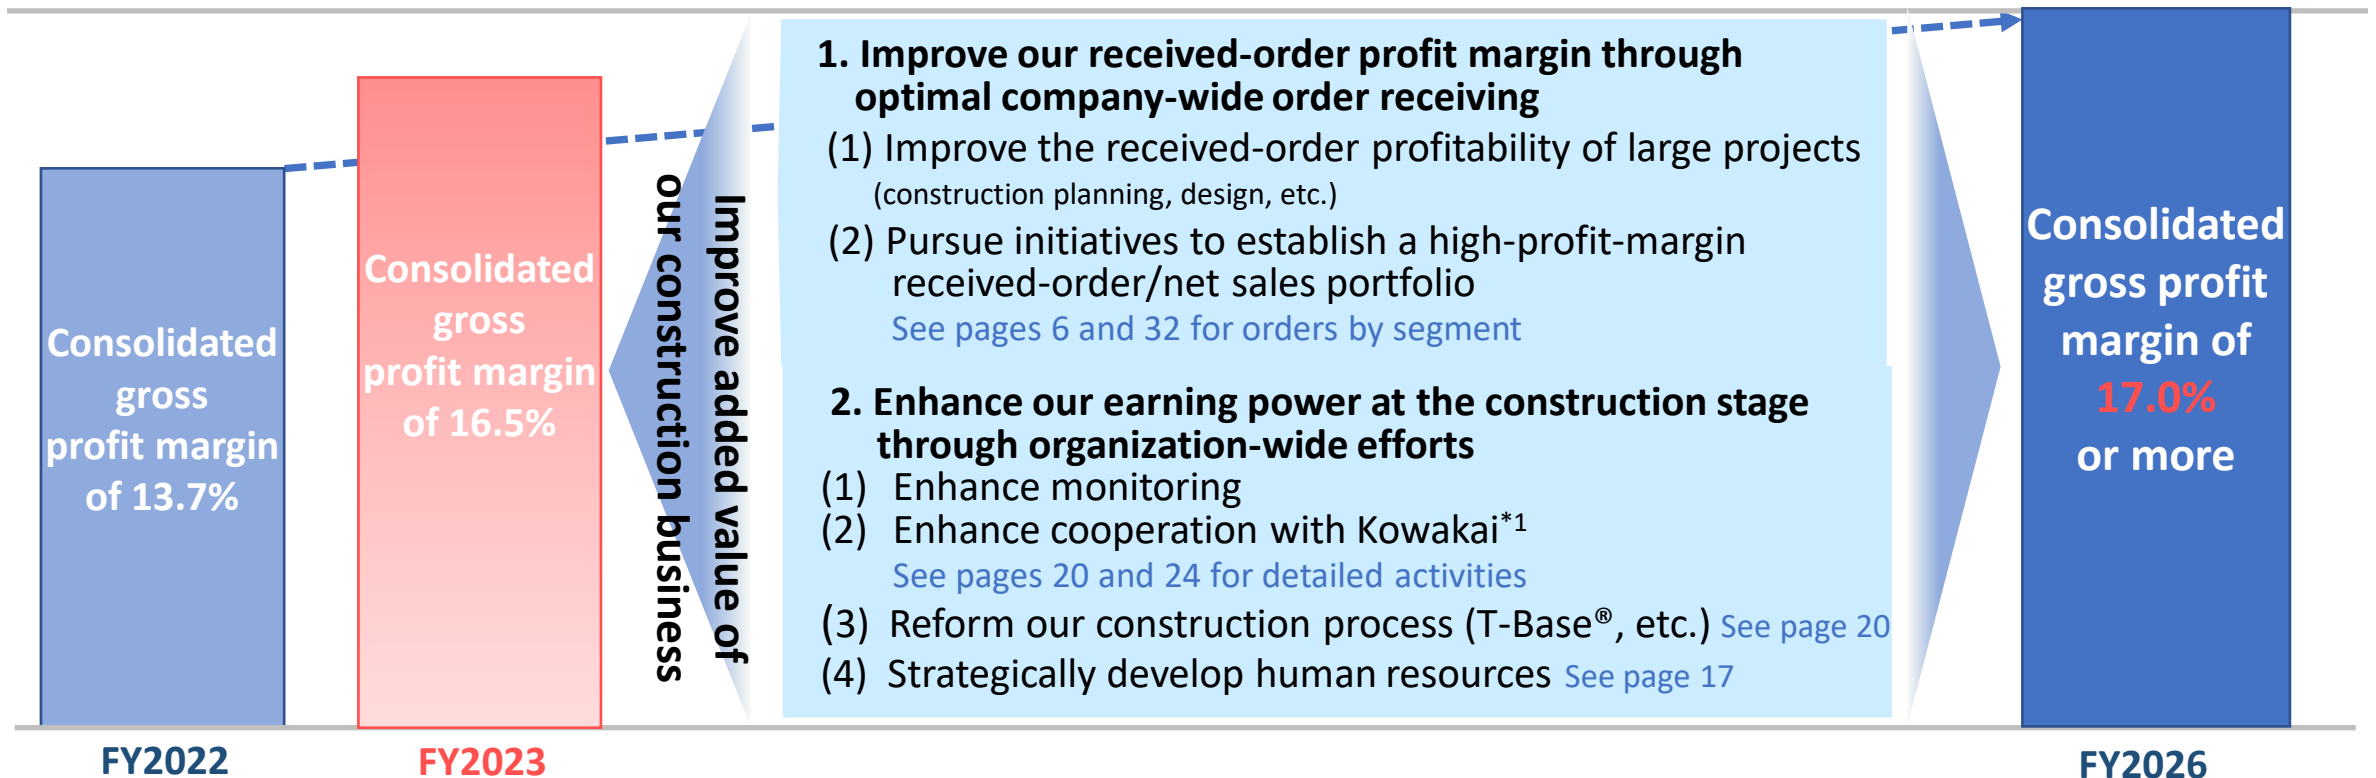 Consolidated
gross
profit margin
of 13.7%
FY2022
Consolidated
gross
profit margin
of 16.5%
FY2023
Improve added value of
our construction business
1. Improve our received-order profit margin through
optimal company-wide order receiving
(1) Improve the received-order profitability of large projects
(construction planning, design, etc.)
(2) Pursue initiatives to establish a high-profit-margin
received-order/net sales portfolio
See pages 6 and 32 for orders by segment
2. Enhance our earning power at the construction stage
through organization-wide efforts
(1) Enhance monitoring
(2) Enhance cooperation with Kowakai*1
See pages 20 and 24 for detailed activities
(3) Reform our construction process (T-Base®, etc.) See page 20
(4) Strategically develop human resources See page 17
Consolidated
gross profit
margin of
17.0%
or more
FY2026